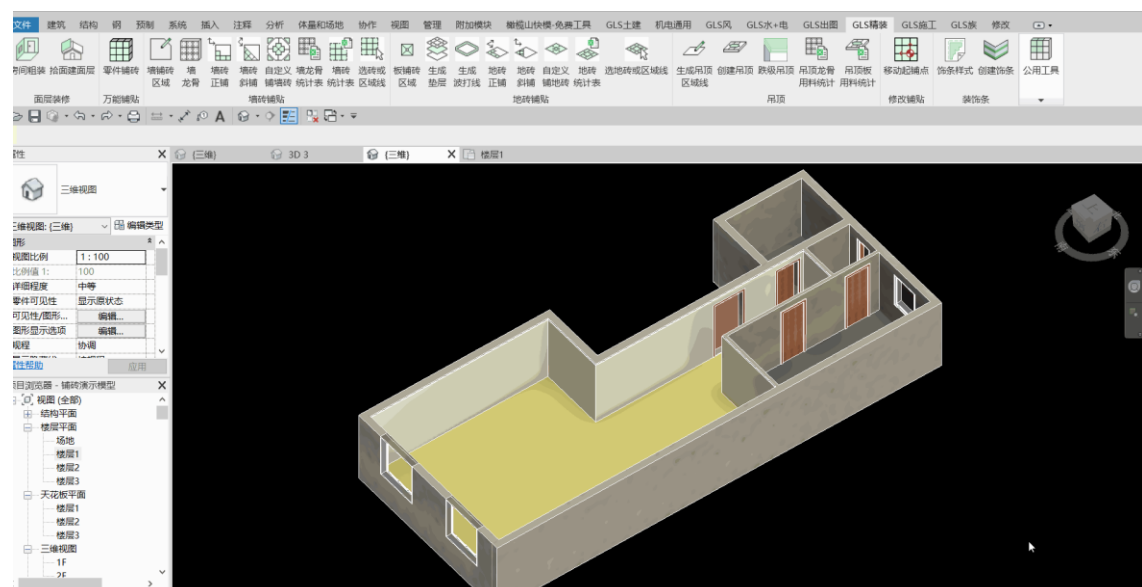 文件 建筑 结构 钢 预制 系统 插入 注释 分析 体量和场地 协作 视图 管理 附加模块 橄榄山快模-免费工具 GLS土建 机电通用 GLS风 GLS水+电 GLS出图 GLS精装 GLS施工 GLS族 修改
房间组装 拾面建面层 零件铺砖 墙铺砖 区域 墙 龙骨 墙砖 正铺 墙砖 斜铺 自定义 铺墙砖 墙龙骨 统计表 墙砖 统计表 选砖或 区域线 板铺砖 区域 生成 垫层 生成 波打线 地砖 正铺 地砖 斜铺 自定义 铺地砖 地砖 统计表 选地砖或区域线 生成吊顶 区域线 创建吊顶 跌级吊顶 吊顶龙骨 用料统计 吊顶板 用料统计 移动起铺点 饰条样式 创建饰条 公用工具
面层装修 万能铺贴 墙砖铺贴 地砖铺贴 吊顶 修改铺贴 装饰条
性 X {三维} 3D 3 {三维} X 楼层1
三维视图
三维视图: {三维} 编辑类型
图形
视图比例 1 : 100
比例值 1: 100
详细程度 中等
零件可见性 显示原状态
可见性/图形... 编辑...
图形显示选项 编辑...
规程 协调
性帮助 应用
项目浏览器 - 铺砖演示模型 X
视图 (全部)
结构平面
楼层平面
场地
楼层1
楼层2
楼层3
天花板平面
楼层1
楼层2
楼层3
三维视图
1F
2F